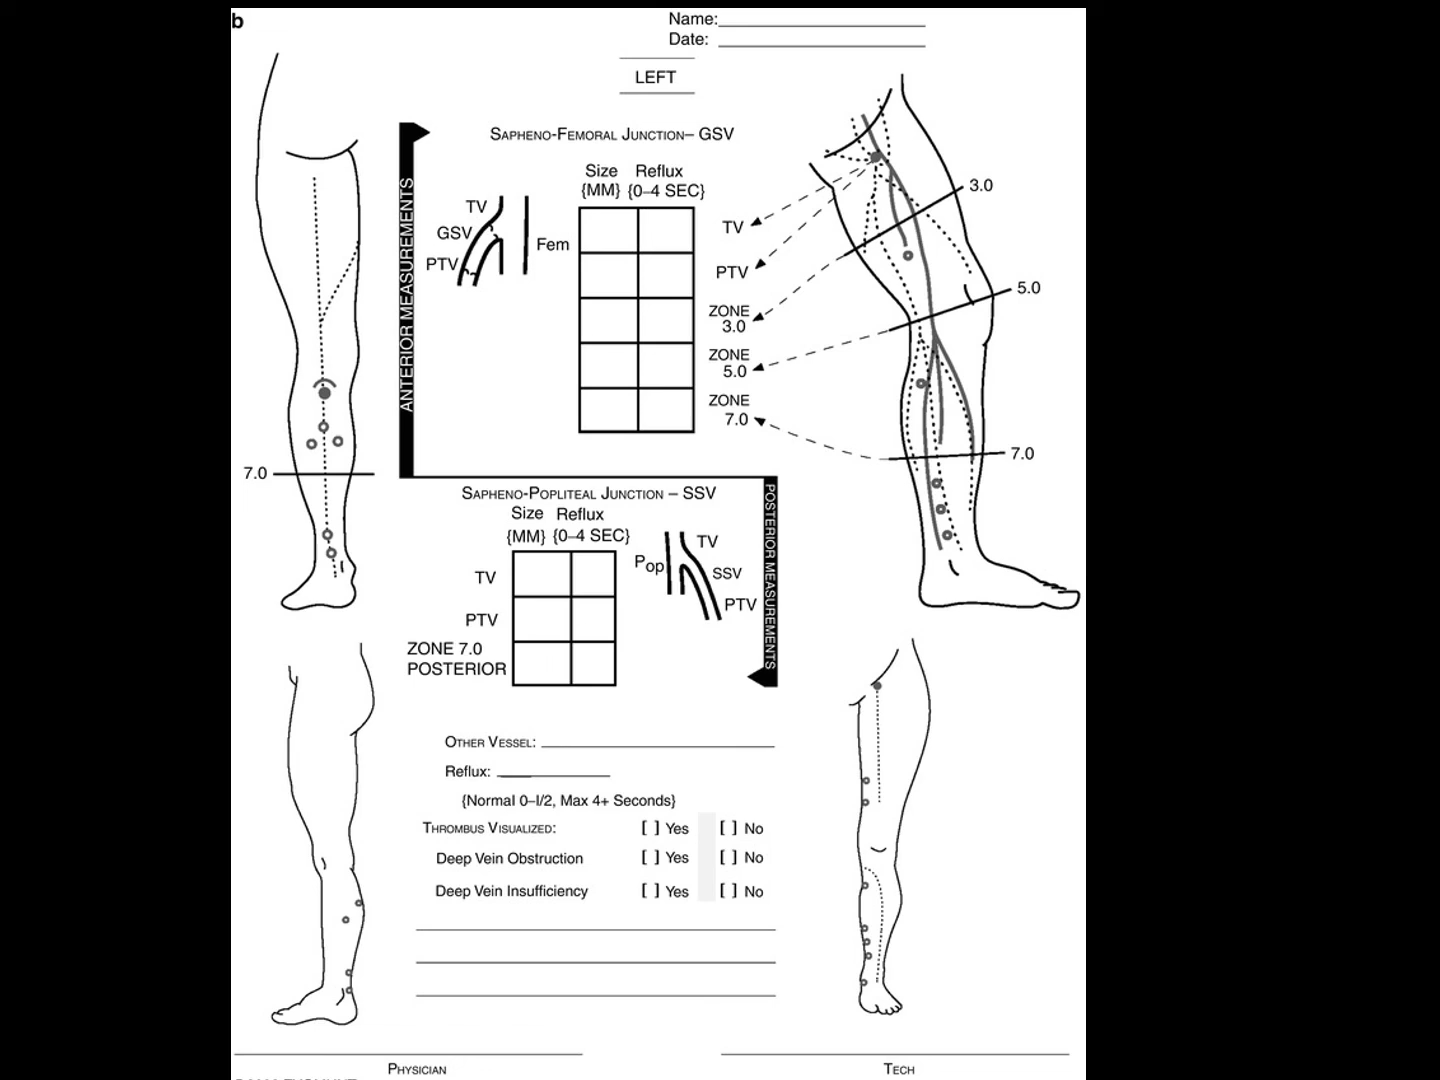 b
Name:
Date:
LEFT
SAPHENO-FEMORAL JUNCTION– GSV
Size Reflux
{MM} {0–4 SEC}
ANTERIOR MEASUREMENTS
TV
GSV
PTV
Fem
TV
PTV
ZONE
3.0
ZONE
5.0
ZONE
7.0
3.0
5.0
7.0
7.0
SAPHENO-POPLITEAL JUNCTION – SSV
Size Reflux
{MM} {0–4 SEC}
TV
PTV
ZONE 7.0
POSTERIOR
Pop
TV
SSV
PTV
POSTERIOR MEASUREMENTS
OTHER VESSEL:
Reflux:
{Normal 0–I/2, Max 4+ Seconds}
THROMBUS VISUALIZED: [ ] Yes [ ] No
Deep Vein Obstruction [ ] Yes [ ] No
Deep Vein Insufficiency [ ] Yes [ ] No
PHYSICIAN TECH